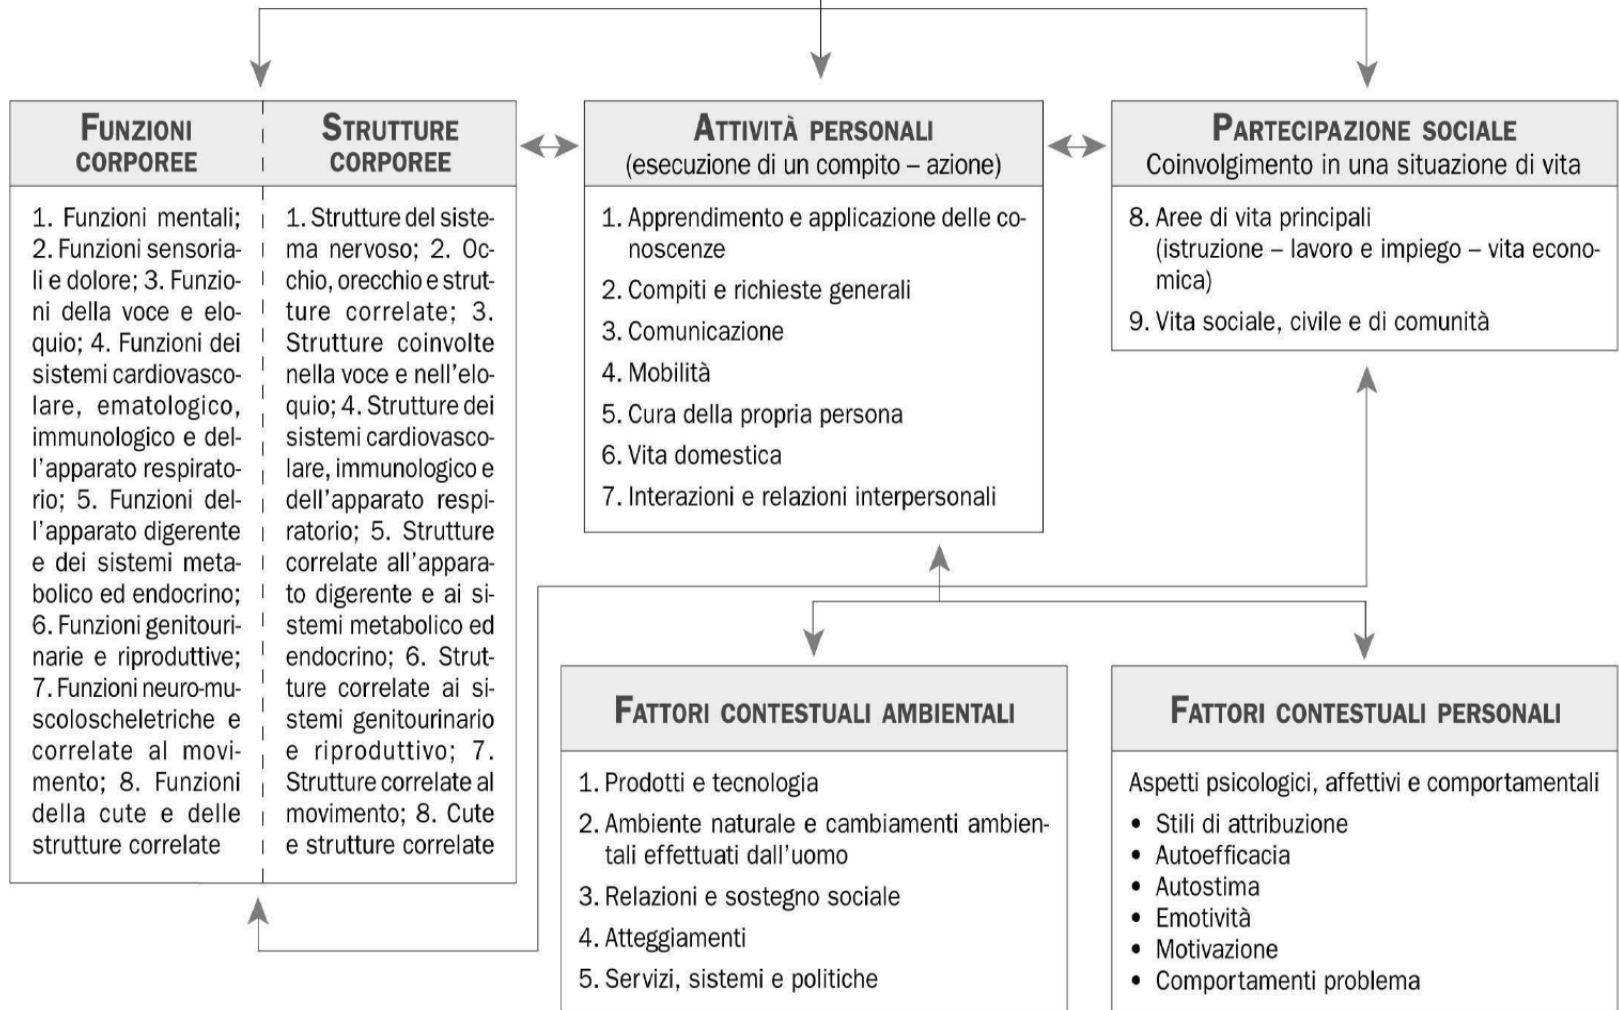 FUNZIONI
CORPOREE
1. Funzioni mentali;
2. Funzioni sensoria-
li e dolore; 3. Funzio-
ni della voce e elo-
quio; 4. Funzioni dei
sistemi cardiovasco-
lare, ematologico,
immunologico e del-
l'apparato respirato-
rio; 5. Funzioni del-
l'apparato digerente
e dei sistemi meta-
bolico ed endocrino;
6. Funzioni genitouri-
narie e riproduttive;
7. Funzioni neuro-mu-
scoloscheletriche e
correlate al movi-
mento; 8. Funzioni
della cute e delle
strutture correlate
STRUTTURE
CORPOREE
1. Strutture del siste-
ma nervoso; 2. Oc-
chio, orecchio e strut-
ture correlate; 3.
Strutture coinvolte
nella voce e nell'elo-
quio; 4. Strutture dei
sistemi cardiovasco-
lare, immunologico e
dell'apparato respi-
ratorio; 5. Strutture
correlate all'appara-
to digerente e ai si-
stemi metabolico ed
endocrino; 6. Strut-
ture correlate ai si-
stemi genitourinario
e riproduttivo; 7.
Strutture correlate al
movimento; 8. Cute
e strutture correlate
ATTIVITÀ PERSONALI
(esecuzione di un compito – azione)
1. Apprendimento e applicazione delle co-
noscenze
2. Compiti e richieste generali
3. Comunicazione
4. Mobilità
5. Cura della propria persona
6. Vita domestica
7. Interazioni e relazioni interpersonali
PARTECIPAZIONE SOCIALE
Coinvolgimento in una situazione di vita
8. Aree di vita principali
(istruzione – lavoro e impiego – vita econo-
mica)
9. Vita sociale, civile e di comunità
FATTORI CONTESTUALI AMBIENTALI
1. Prodotti e tecnologia
2. Ambiente naturale e cambiamenti ambien-
tali effettuati dall'uomo
3. Relazioni e sostegno sociale
4. Atteggiamenti
5. Servizi, sistemi e politiche
FATTORI CONTESTUALI PERSONALI
Aspetti psicologici, affettivi e comportamentali
• Stili di attribuzione
• Autoefficacia
• Autostima
• Emotività
• Motivazione
• Comportamenti problema